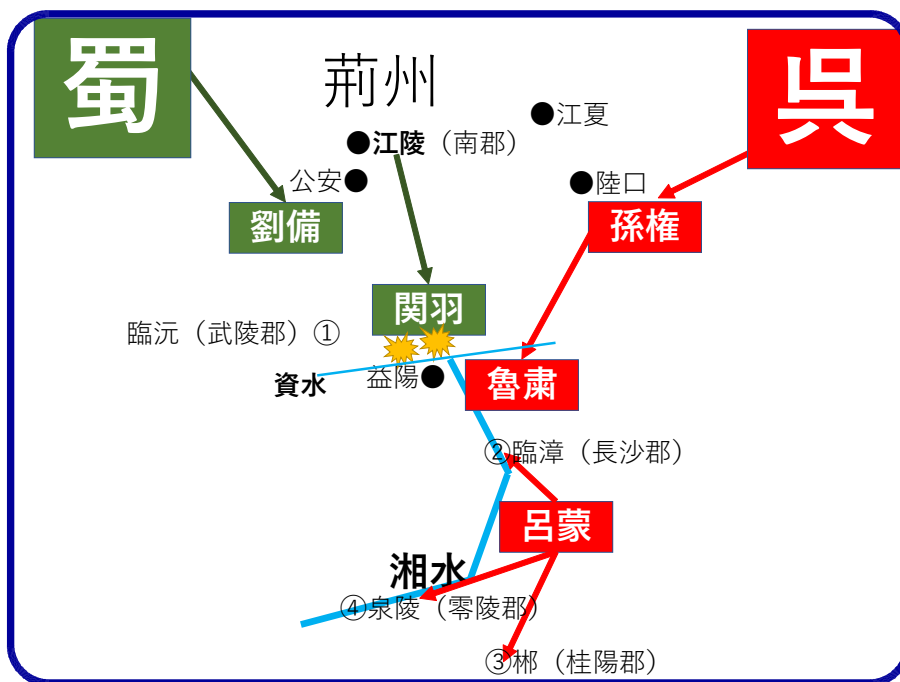 蜀
荊州
呉
●江夏
●江陵（南郡）
公安●
●陸口
劉備
孫権
関羽
臨沅（武陵郡）①
資水
益陽●
魯粛
②臨漳（長沙郡）
呂蒙
湘水
④泉陵（零陵郡）
③郴（桂陽郡）